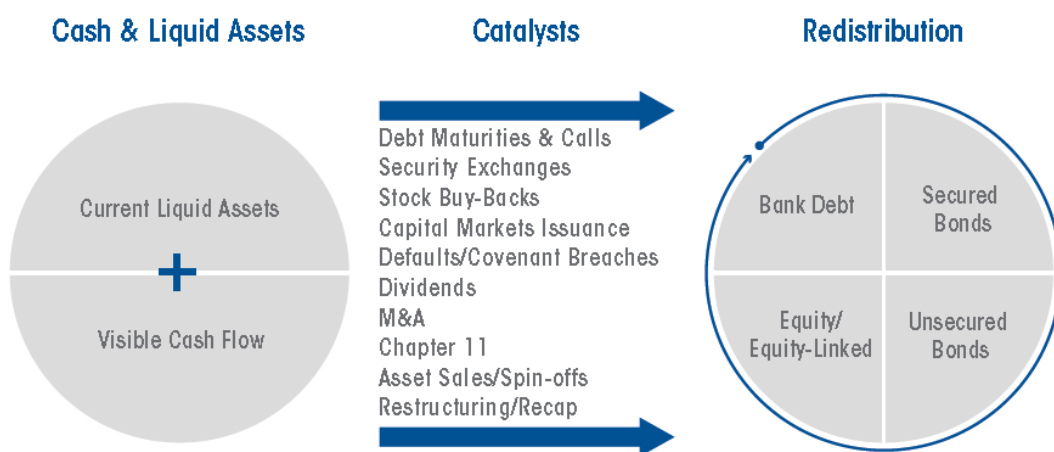 Cash & Liquid Assets
Catalysts
Redistribution
Current Liquid Assets
+
Visible Cash Flow
Debt Maturities & Calls
Security Exchanges
Stock Buy-Backs
Capital Markets Issuance
Defaults/Covenant Breaches
Dividends
M&A
Chapter 11
Asset Sales/Spin-offs
Restructuring/Recap
Bank Debt
Secured
Bonds
Equity/
Equity-Linked
Unsecured
Bonds